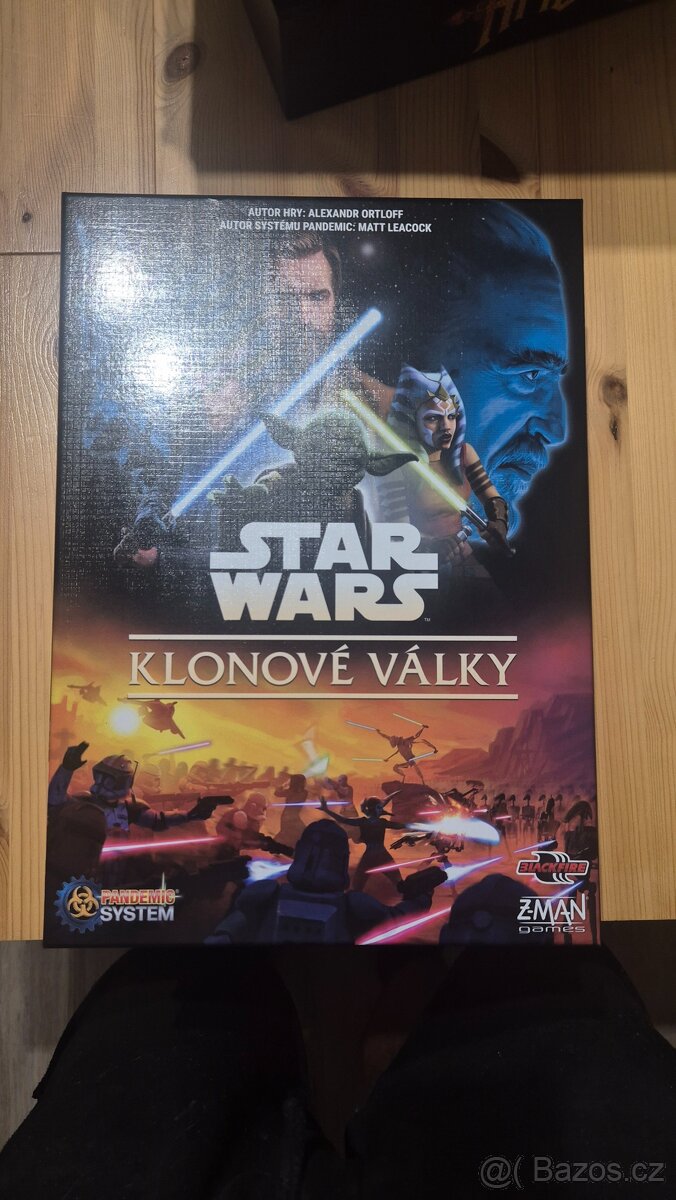 AUTOR HRY: ALEXANDR ORTLOFF
AUTOR SYSTÉMU PANDEMIC: MATT LEACOCK
STAR
WARS
™
KLONOVÉ VÁLKY
PANDEMIC®
SYSTEM
BLACKFIRE
Z-MAN
games
@( Bazos.cz